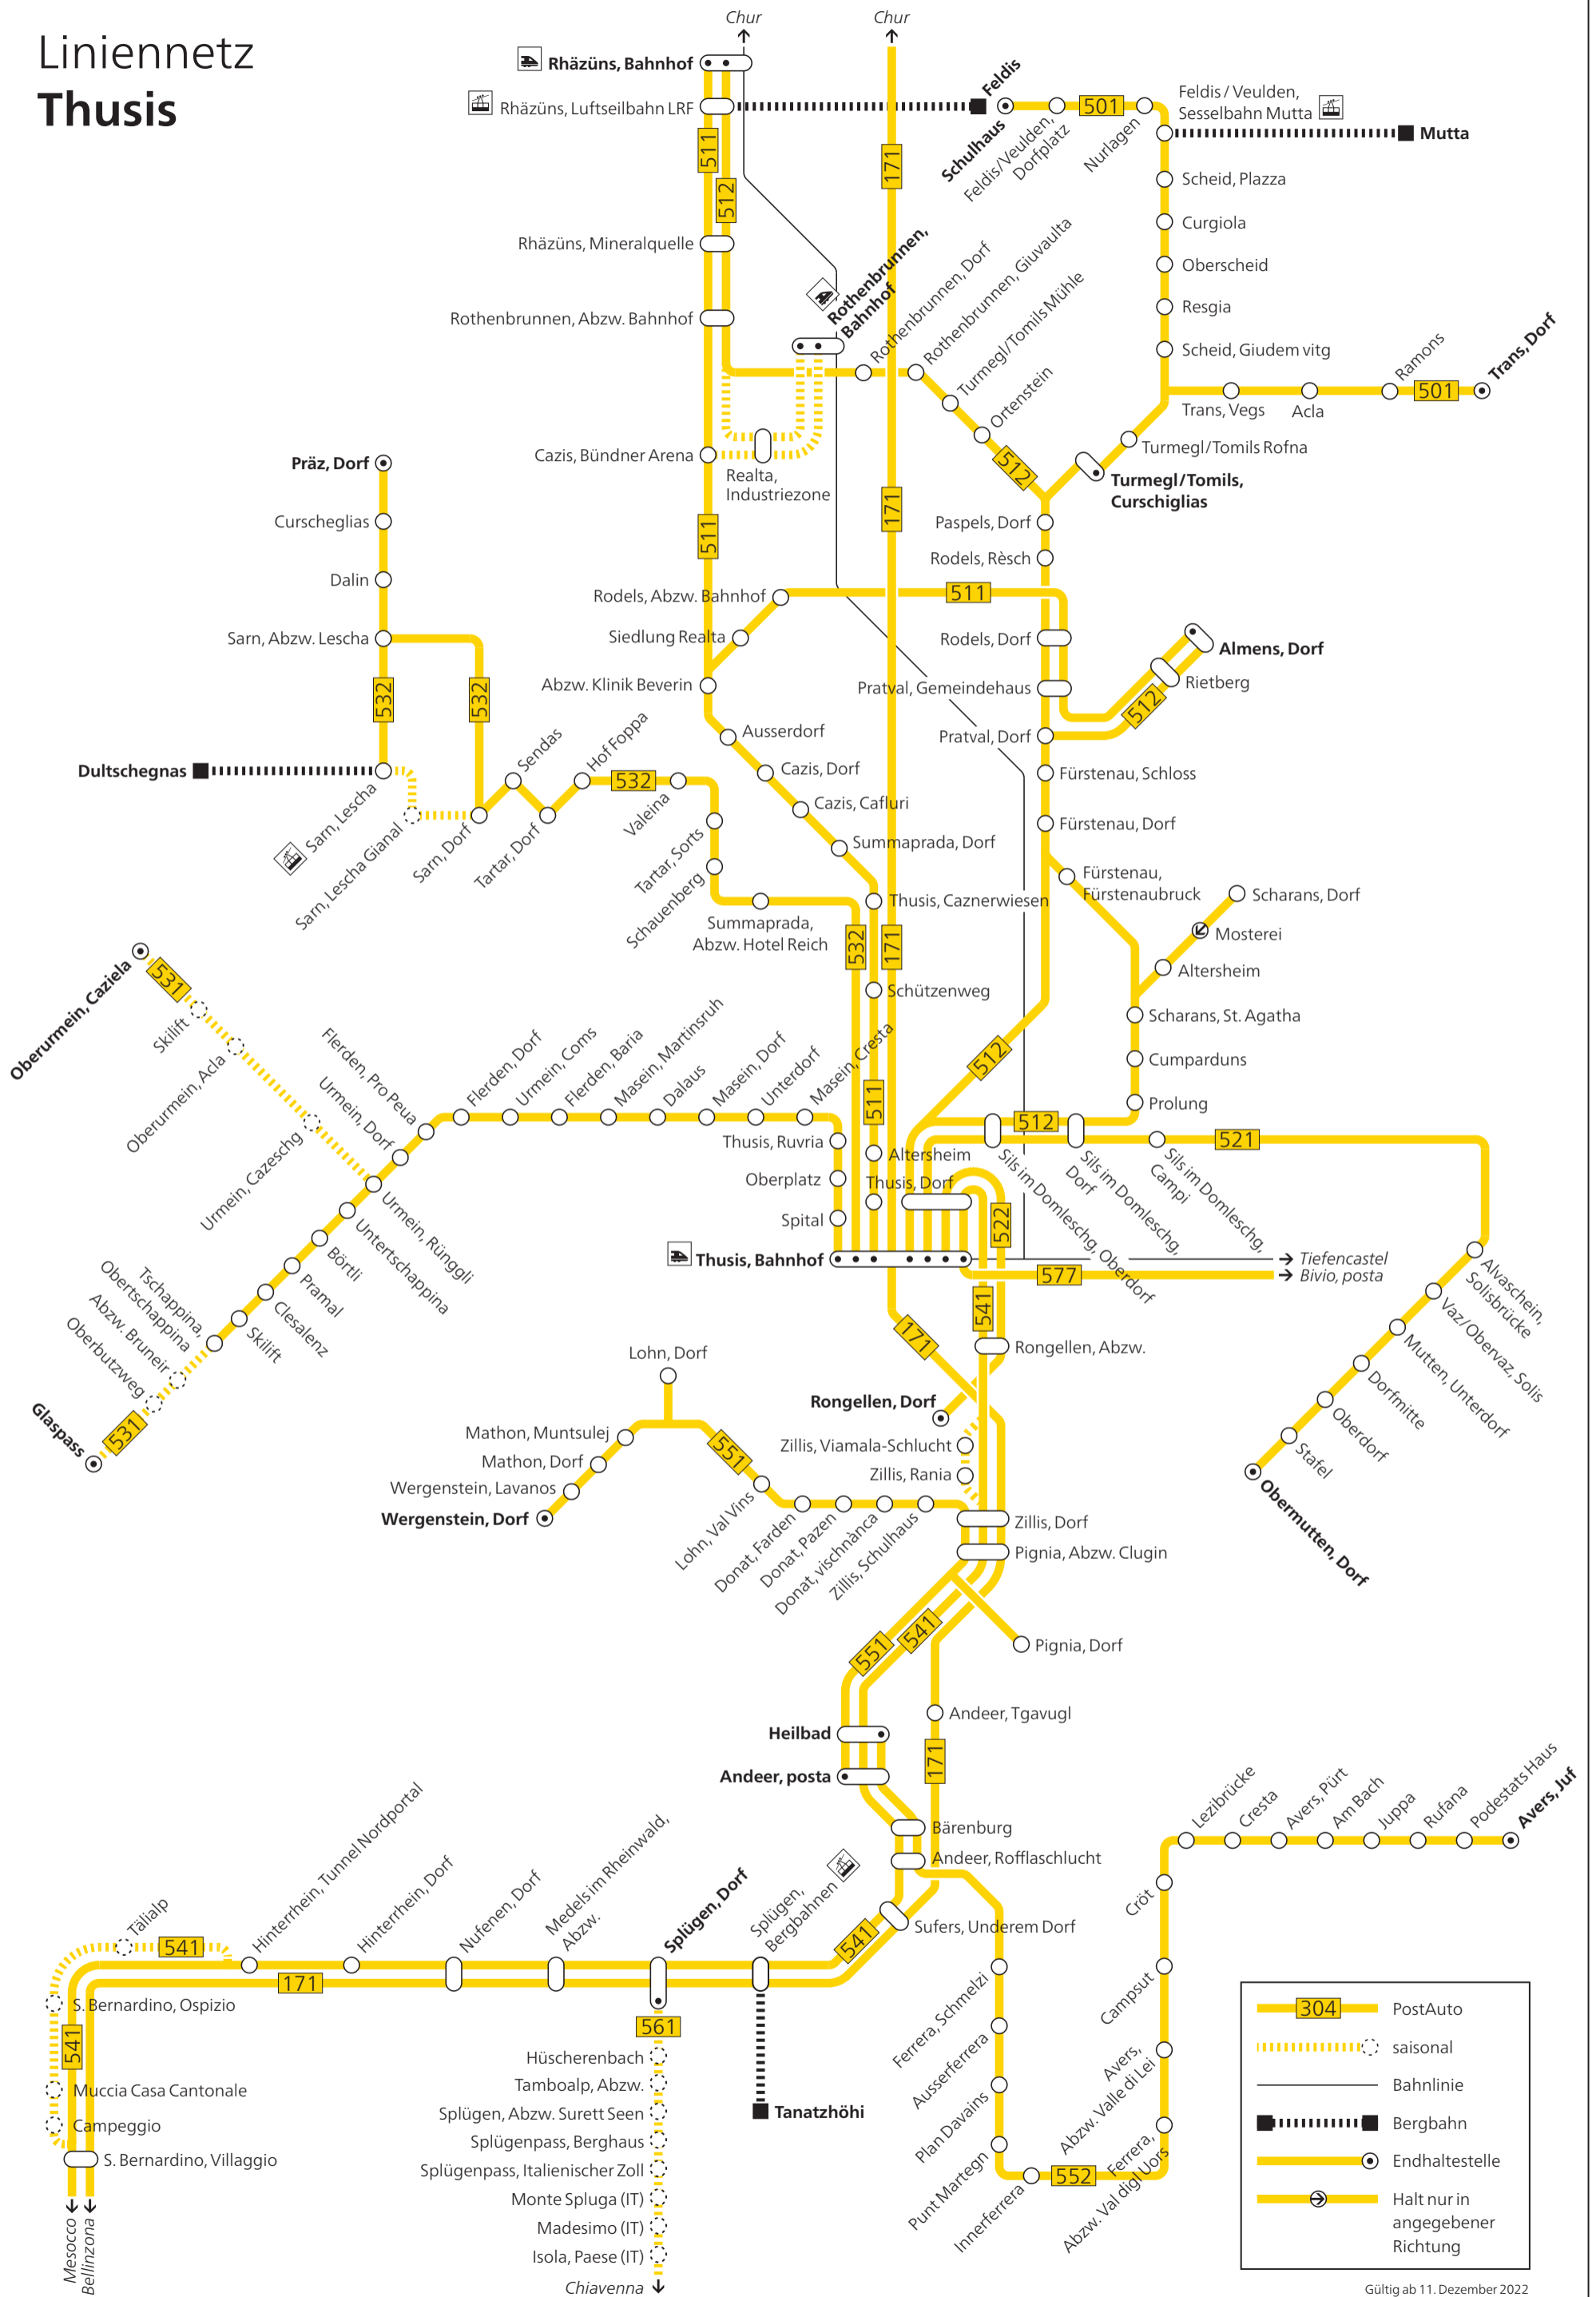 Liniennetz
Thusis
Chur
Chur
Rhäzüns, Bahnhof
Rhäzüns, Luftseilbahn LRF
Feldis
Schulhaus
Feldis/Veulden,
Dorfplatz
501
Nurlagen
Feldis / Veulden,
Sesselbahn Mutta
Mutta
511
512
171
Scheid, Plazza
Curgiola
Oberscheid
Resgia
Scheid, Giudem vitg
Rhäzüns, Mineralquelle
Rothenbrunnen, Abzw. Bahnhof
Rothenbrunnen,
Bahnhof
Rothenbrunnen, Dorf
Rothenbrunnen, Giuvaulta
Turmegl/Tomils Mühle
Ortenstein
512
Trans, Vegs
Acla
Ramons
501
Trans, Dorf
Turmegl/Tomils Rofna
Turmegl/Tomils,
Curschiglias
Cazis, Bündner Arena
Realta,
Industriezone
511
171
Präz, Dorf
Curscheglias
Dalin
Sarn, Abzw. Lescha
532
532
Dultschegnas
Sarn, Lescha
Sarn, Lescha Gianal
Sarn, Dorf
Sendas
Tartar, Dorf
Hof Foppa
532
Valeina
Tartar, Sorts
Schauenberg
Summaprada,
Abzw. Hotel Reich
532
Paspels, Dorf
Rodels, Rèsch
Rodels, Abzw. Bahnhof
511
Siedlung Realta
Rodels, Dorf
Almens, Dorf
Abzw. Klinik Beverin
Pratval, Gemeindehaus
Rietberg
512
Pratval, Dorf
Ausserdorf
Cazis, Dorf
Cazis, Cafluri
Summaprada, Dorf
Thusis, Caznerwiesen
171
Schützenweg
511
Altersheim
Thusis, Dorf
Fürstenau, Schloss
Fürstenau, Dorf
Fürstenau,
Fürstenaubruck
Scharans, Dorf
Mosterei
Altersheim
Scharans, St. Agatha
Cumparduns
Prolung
512
512
521
Sils im Domleschg, Oberdorf
Sils im Domleschg,
Dorf
Sils im Domleschg,
Campi
Oberurmein, Caziela
531
Skilift
Oberurmein, Acla
Urmein, Cazeschg
Flerden, Pro Peua
Urmein, Dorf
Flerden, Dorf
Urmein, Coms
Flerden, Baria
Masein, Martinsruh
Dalaus
Masein, Dorf
Unterdorf
Masein, Cresta
Thusis, Ruvria
Oberplatz
Spital
Thusis, Bahnhof
522
Tiefencastel
Bivio, posta
577
541
171
Urmein, Rünggli
Untertschappina
Börtli
Pramal
Clesalenz
Skilift
Tschappina,
Obertschappina
Abzw. Bruneir
Oberbutzweg
Glaspass
531
Alvaschein,
Solisbrücke
Vaz/Obervaz, Solis
Mutten, Unterdorf
Dorfmitte
Oberdorf
Stafel
Obermutten, Dorf
Rongellen, Abzw.
Rongellen, Dorf
Zillis, Viamala-Schlucht
Zillis, Rania
Lohn, Dorf
Mathon, Muntsulej
Mathon, Dorf
Wergenstein, Lavanos
Wergenstein, Dorf
551
Lohn, Val Vins
Donat, Farden
Donat, Pazen
Donat, vischnànca
Zillis, Schulhaus
Zillis, Dorf
Pignia, Abzw. Clugin
551
541
Pignia, Dorf
Andeer, Tgavugl
Heilbad
171
Andeer, posta
Bärenburg
Andeer, Rofflaschlucht
Sufers, Underem Dorf
541
Splügen,
Bergbahnen
Splügen, Dorf
Medels im Rheinwald,
Abzw.
Nufenen, Dorf
Hinterrhein, Dorf
Hinterrhein, Tunnel Nordportal
Tälialp
541
171
S. Bernardino, Ospizio
541
Muccia Casa Cantonale
Campeggio
S. Bernardino, Villaggio
Mesocco
Bellinzona
561
Hüscherenbach
Tamboalp, Abzw.
Splügen, Abzw. Surett Seen
Splügenpass, Berghaus
Splügenpass, Italienischer Zoll
Monte Spluga (IT)
Madesimo (IT)
Isola, Paese (IT)
Chiavenna
Tanatzhöhi
Ferrera, Schmelzi
Ausserferrera
Plan Davains
Punt Martegn
Innerferrera
552
Ferrera,
Abzw. Val digl Uors
Avers,
Abzw. Valle di Lei
Campsut
Cröt
Lezibrücke
Cresta
Avers, Pürt
Am Bach
Juppa
Rufana
Podestats Haus
Avers, Juf
304
PostAuto
saisonal
Bahnlinie
Bergbahn
Endhaltestelle
Halt nur in
angegebener
Richtung
Gültig ab 11. Dezember 2022